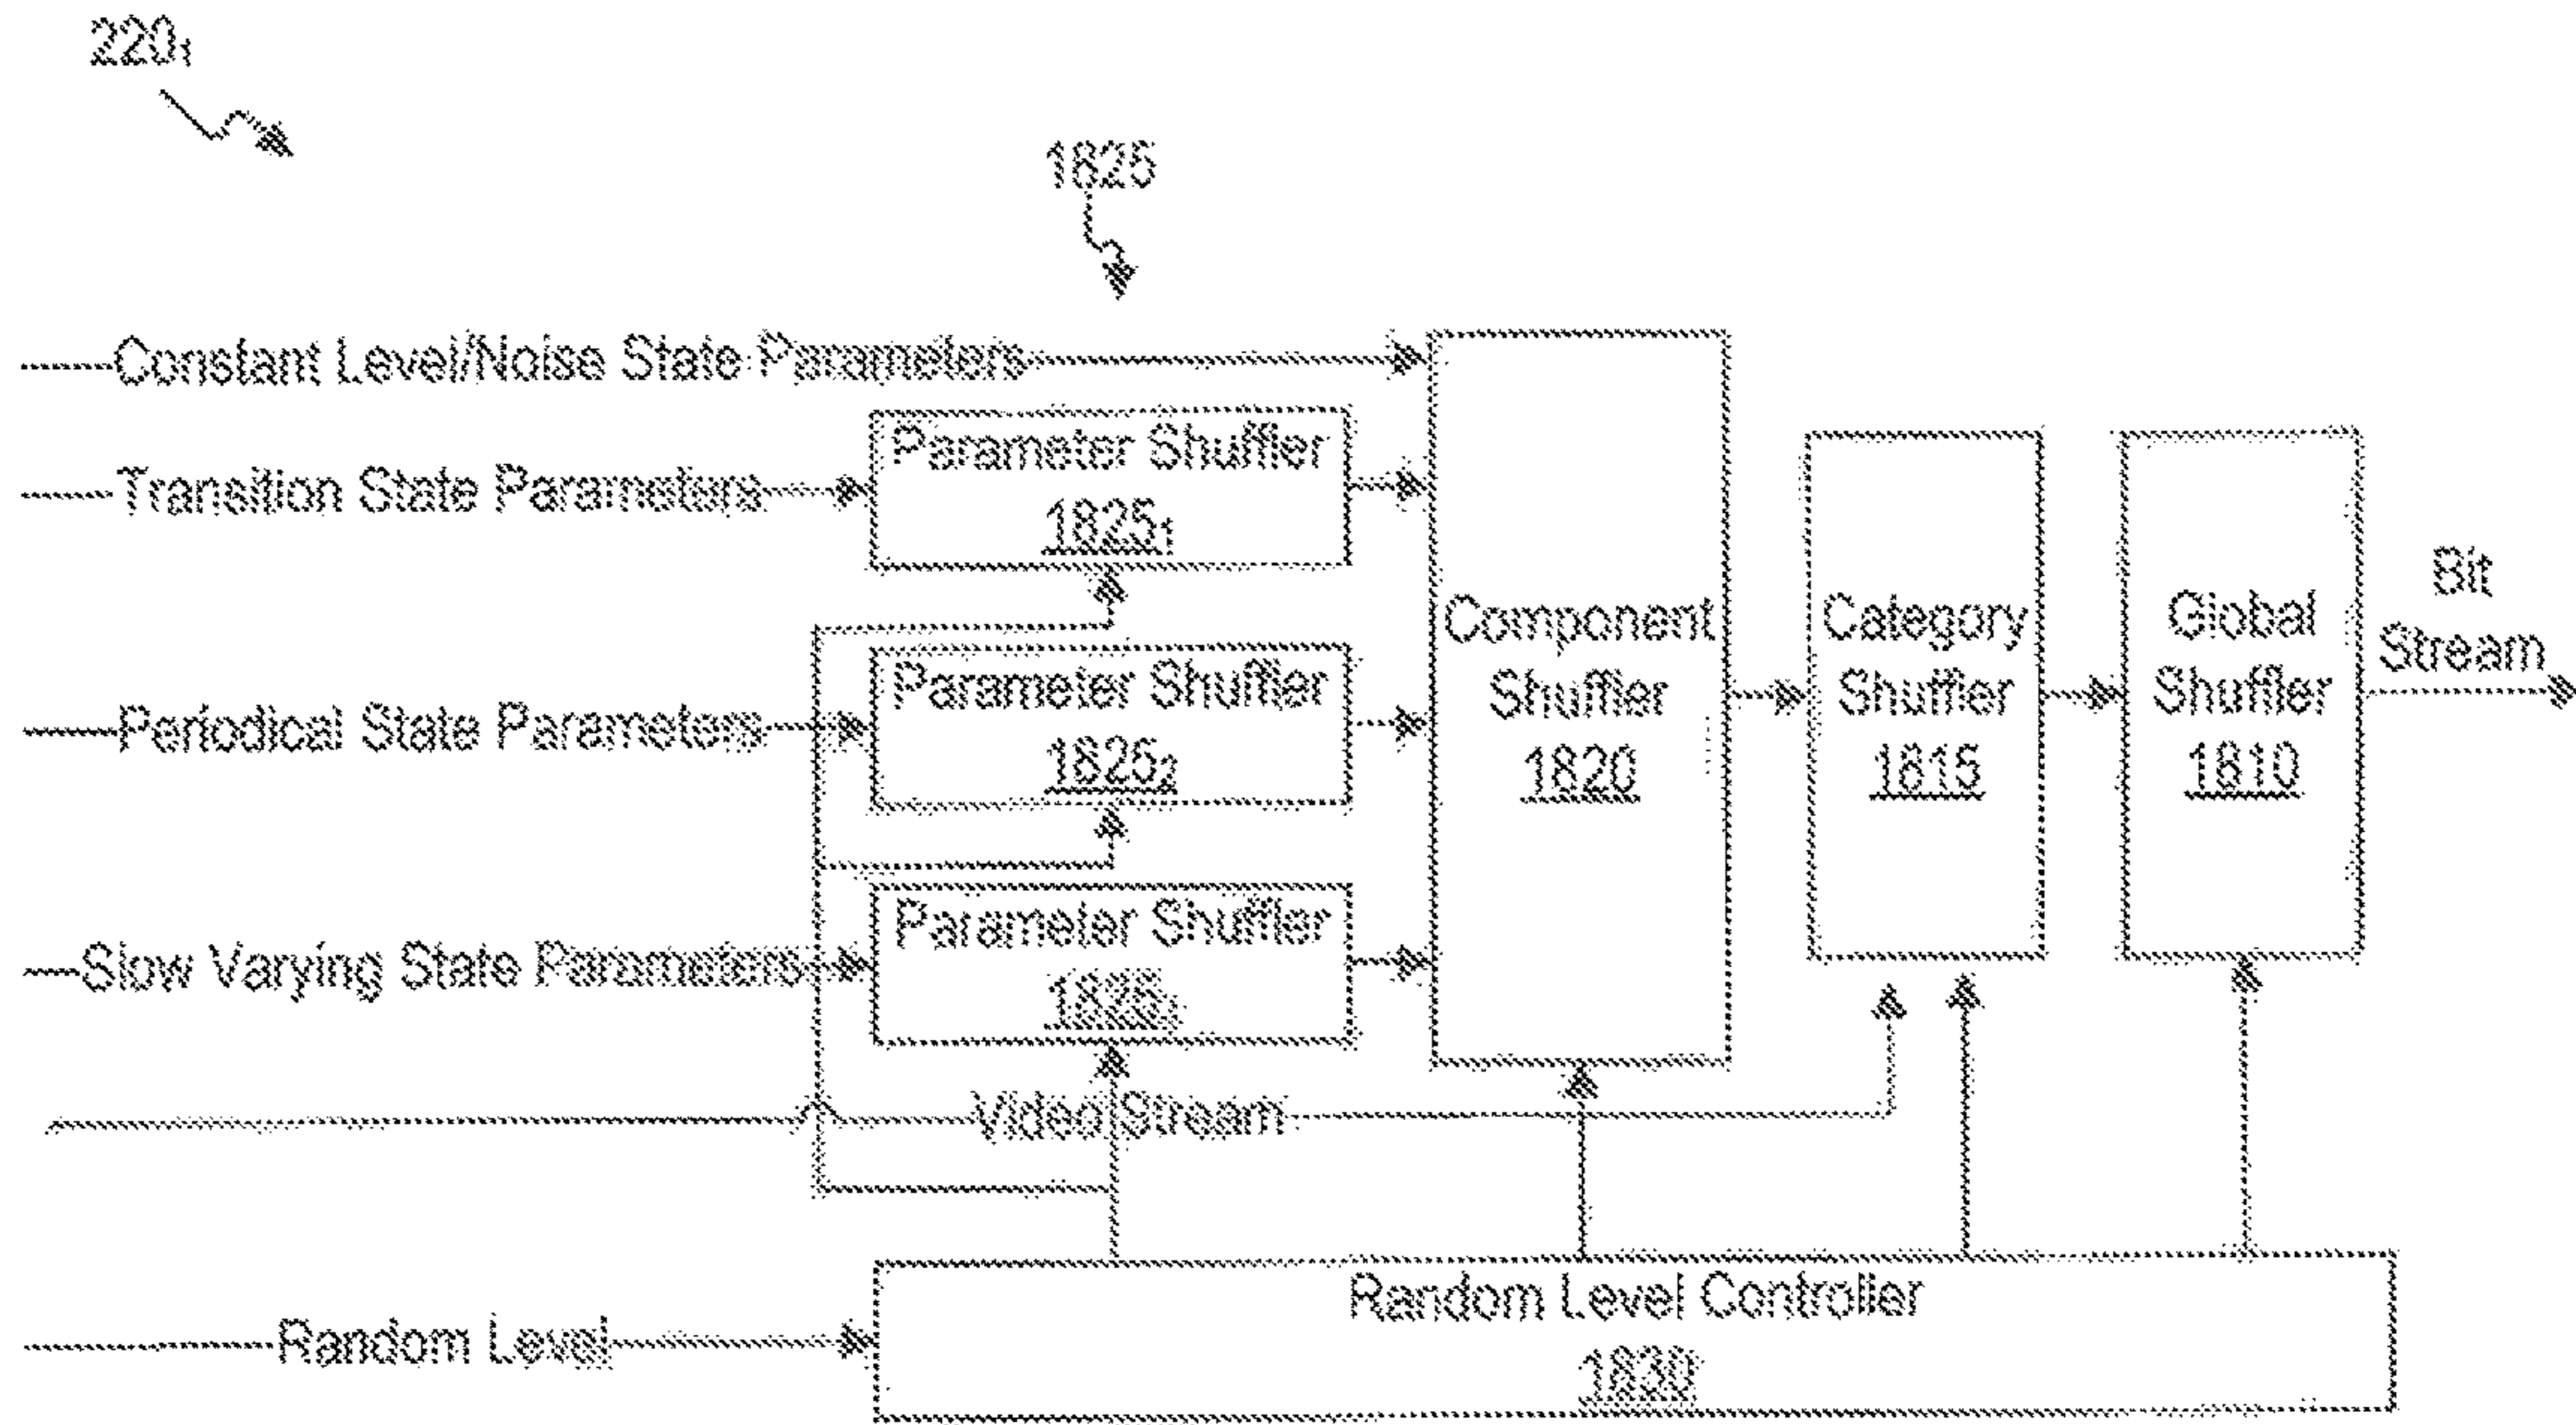 220₁
1825
Constant Level/Noise State Parameters
Transition State Parameters
Parameter Shuffler
1825₁
Periodical State Parameters
Parameter Shuffler
1825₂
Slow Varying State Parameters
Parameter Shuffler
Component
Shuffler
1820
Category
Shuffler
1815
Global
Shuffler
1810
Bit
Stream
Video Stream
Random Level
Random Level Controller